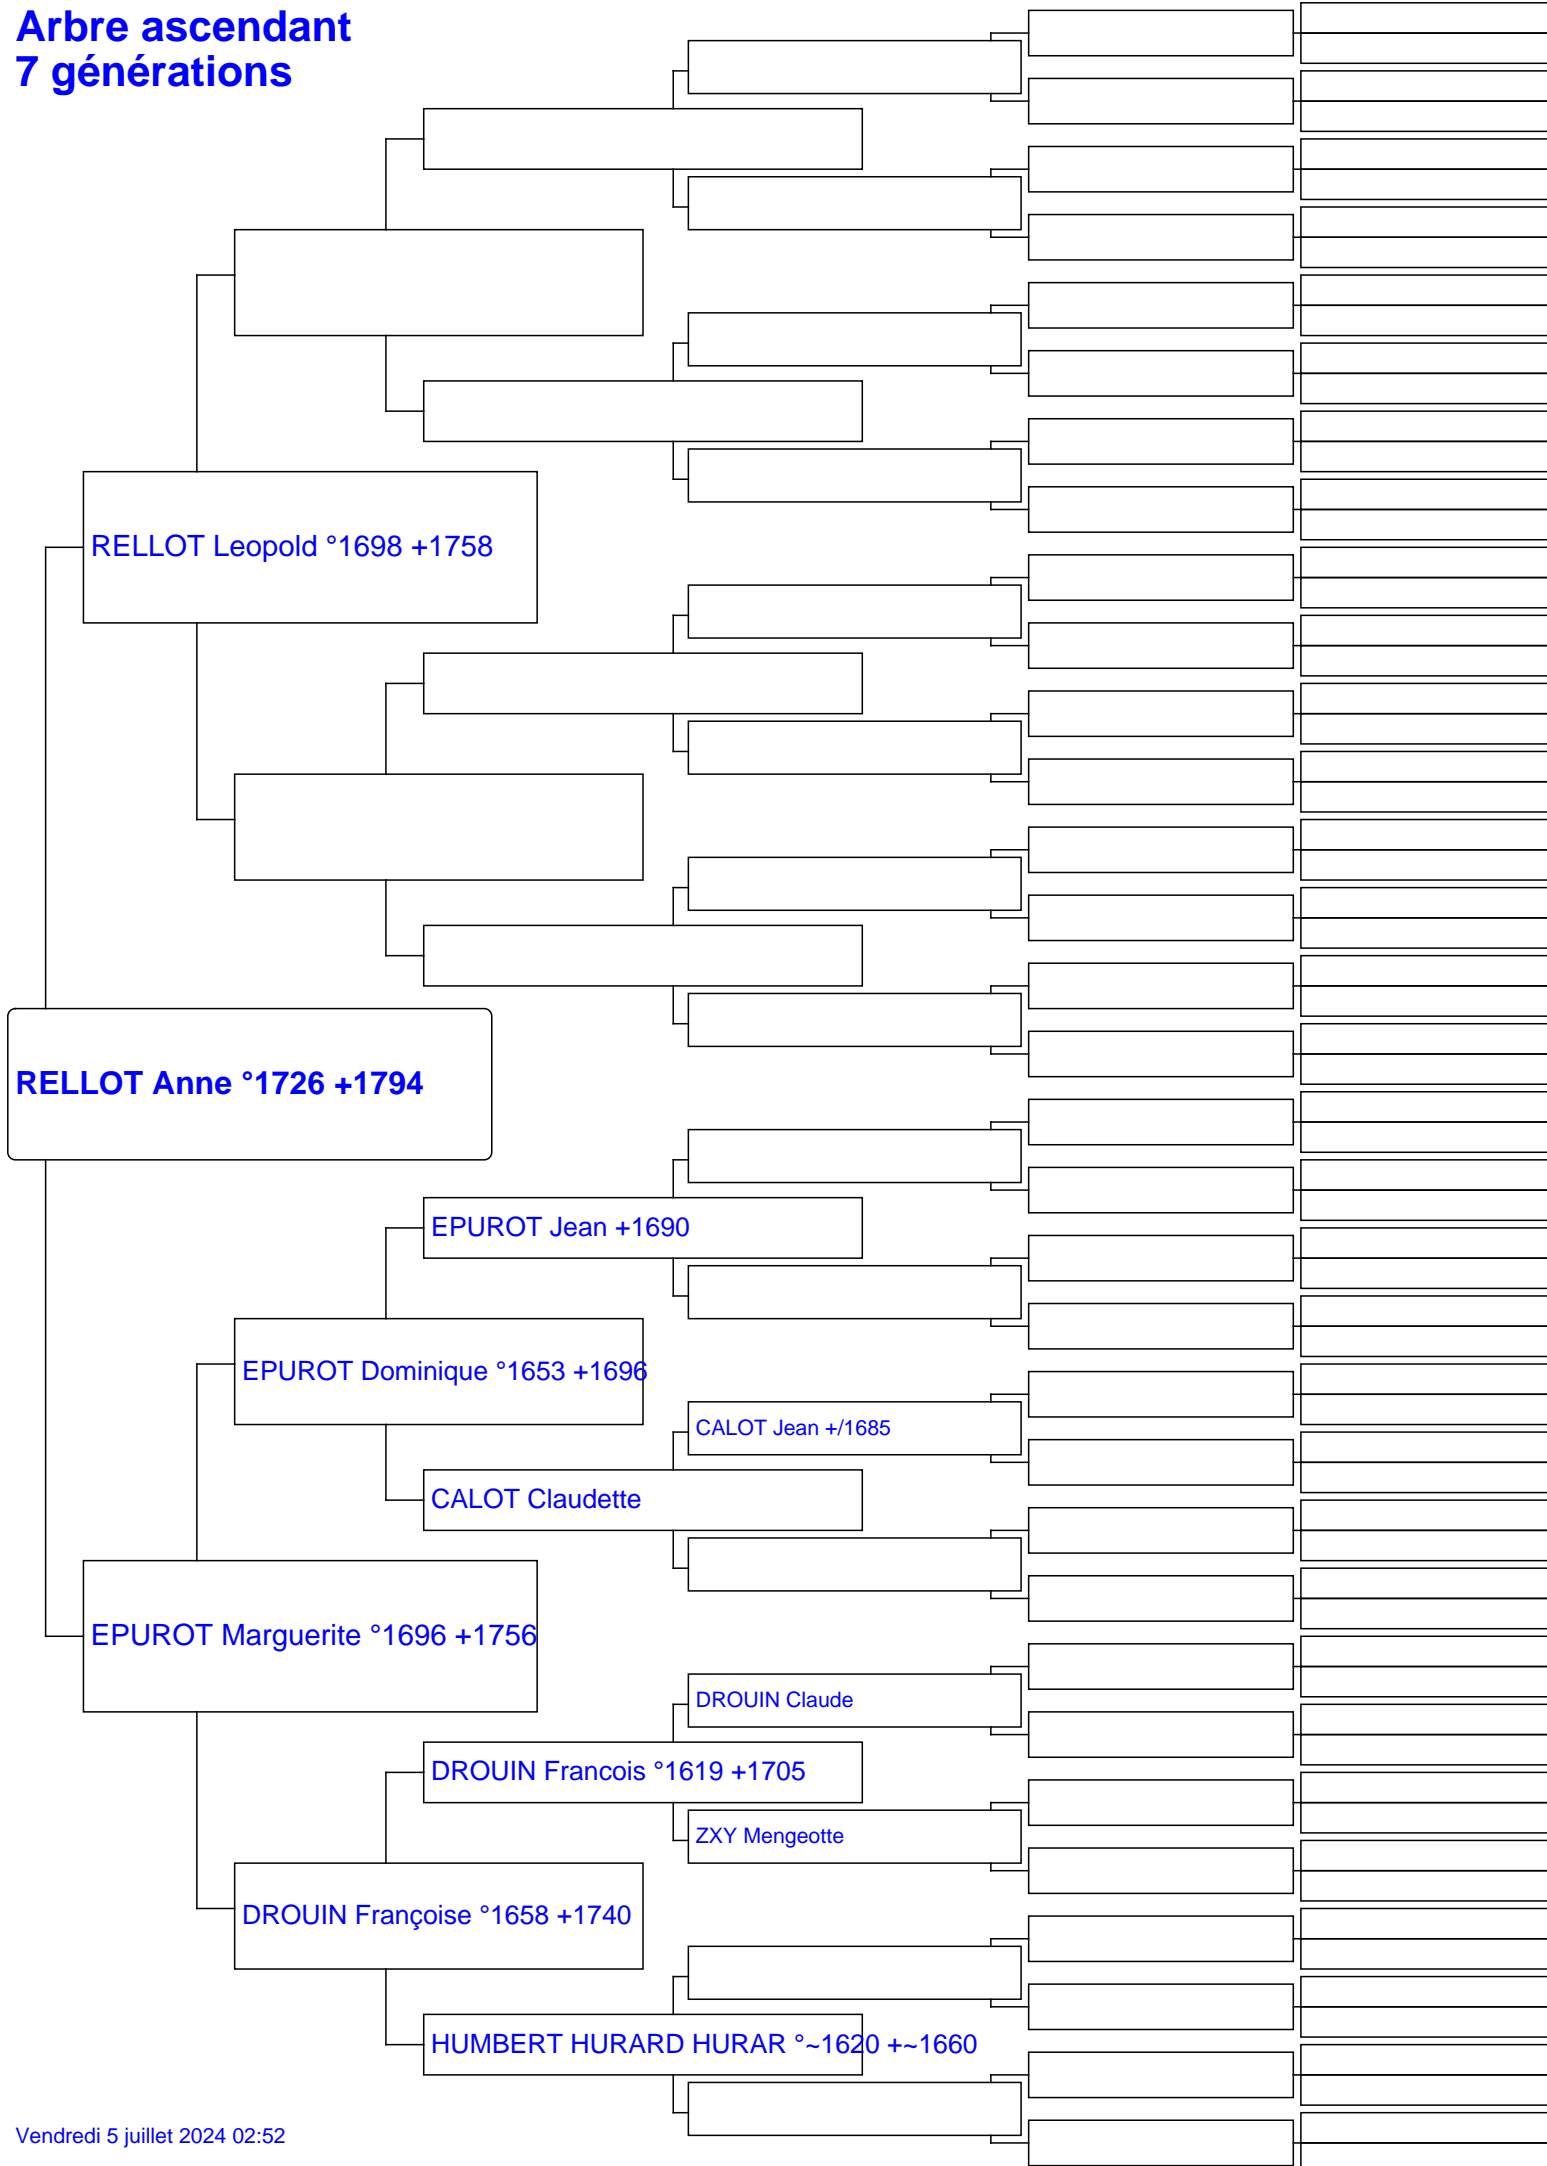 Arbre ascendant
7 générations
RELLOT Leopold °1698 +1758
RELLOT Anne °1726 +1794
EPUROT Jean +1690
EPUROT Dominique °1653 +1696
CALOT Jean +/1685
CALOT Claudette
EPUROT Marguerite °1696 +1756
DROUIN Claude
DROUIN Francois °1619 +1705
ZXY Mengeotte
DROUIN Françoise °1658 +1740
HUMBERT HURARD HURAR °~1620 +~1660
Vendredi 5 juillet 2024 02:52